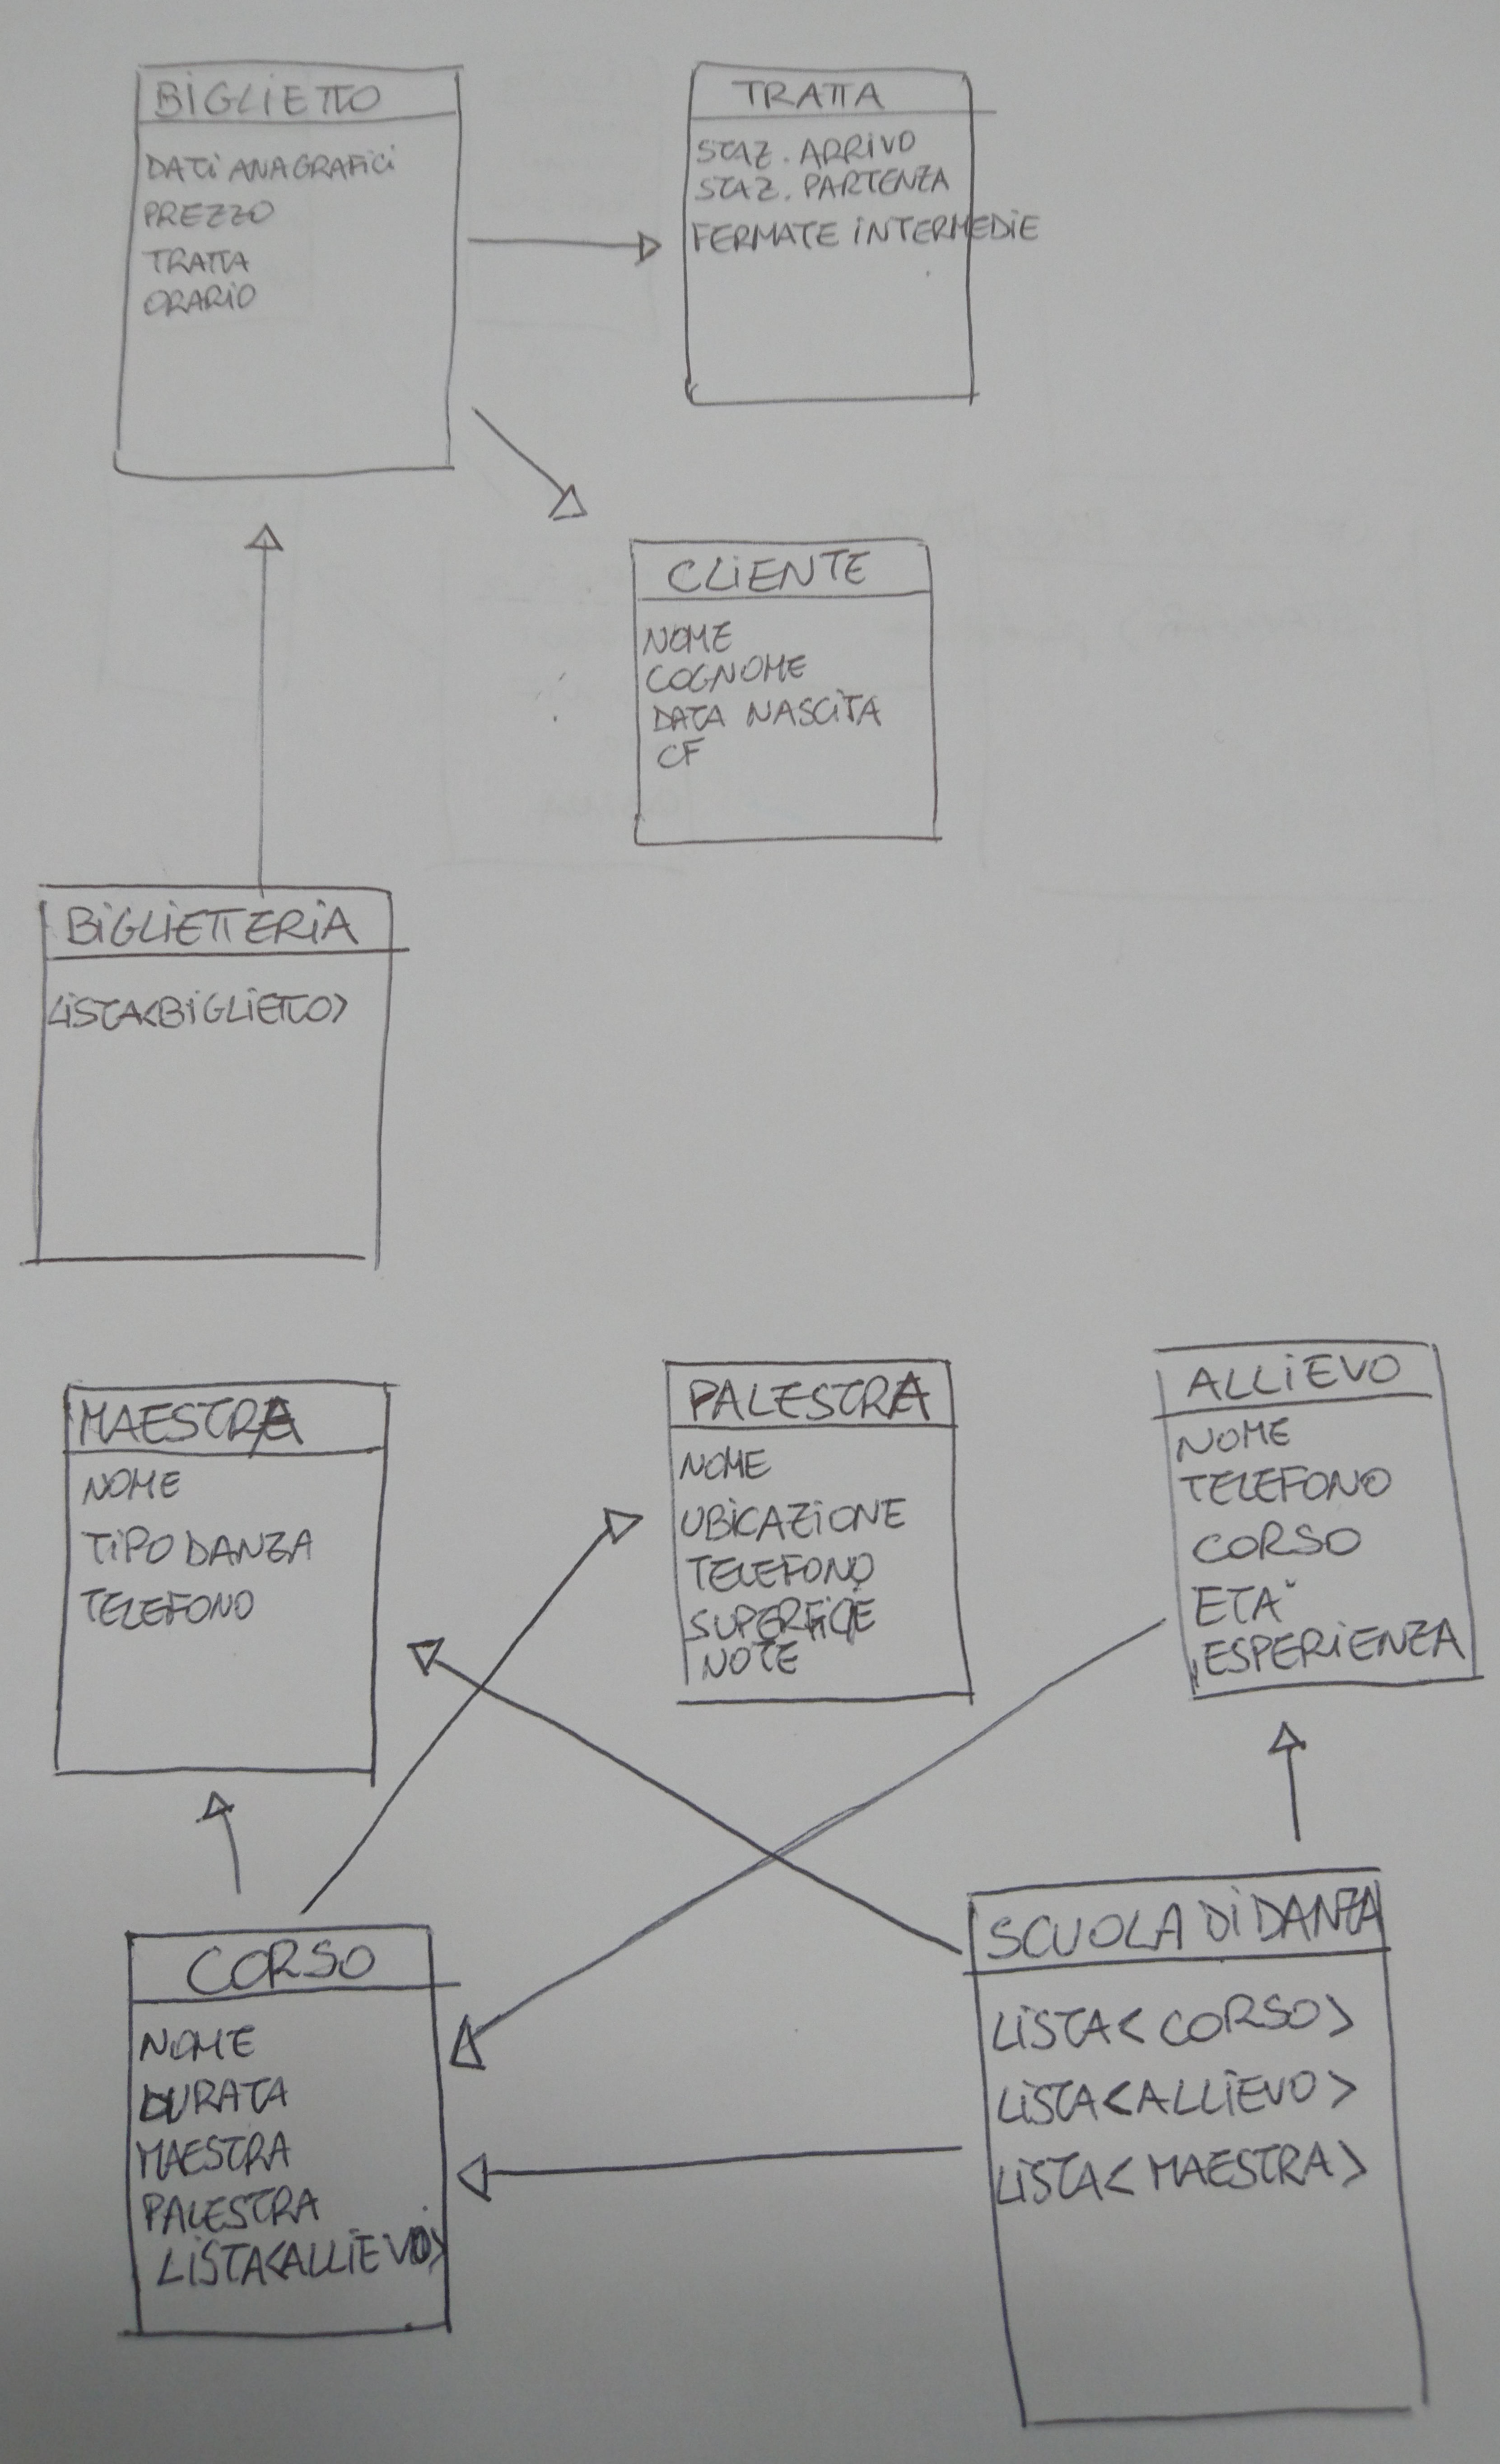 BIGLIETTO
DATI ANAGRAFICI
PREZZO
TRATTA
ORARIO
TRATTA
STAZ. ARRIVO
STAZ. PARTENZA
FERMATE INTERMEDIE
CLIENTE
NOME
COGNOME
DATA NASCITA
CF
BIGLIETTERIA
LISTA<BIGLIETTO>
MAESTRA
NOME
TIPO DANZA
TELEFONO
PALESTRA
NOME
UBICAZIONE
TELEFONO
SUPERFICIE
NOTE
ALLIEVO
NOME
TELEFONO
CORSO
ETA'
ESPERIENZA
CORSO
NOME
DURATA
MAESTRA
PALESTRA
LISTA<ALLIEVO>
SCUOLA DI DANZA
LISTA<CORSO>
LISTA<ALLIEVO>
LISTA<MAESTRA>